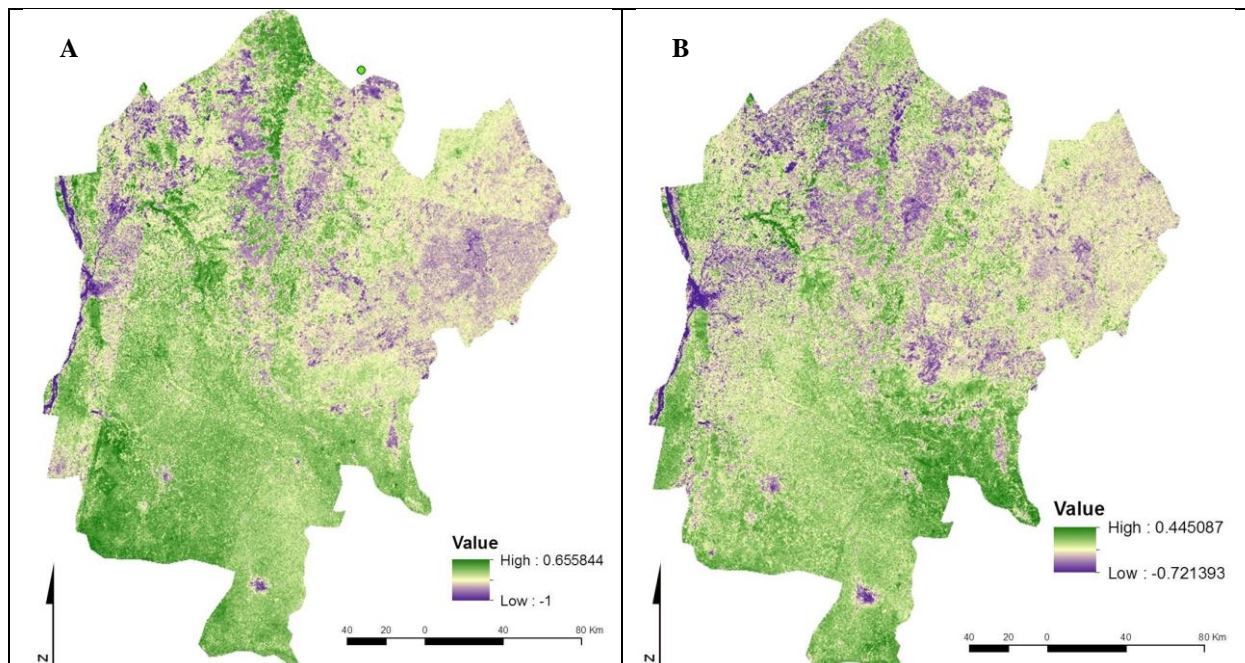 A
Value
High : 0.655844
Low : -1
N
40 20 0 40 80 Km
B
Value
High : 0.445087
Low : -0.721393
N
40 20 0 40 80 Km